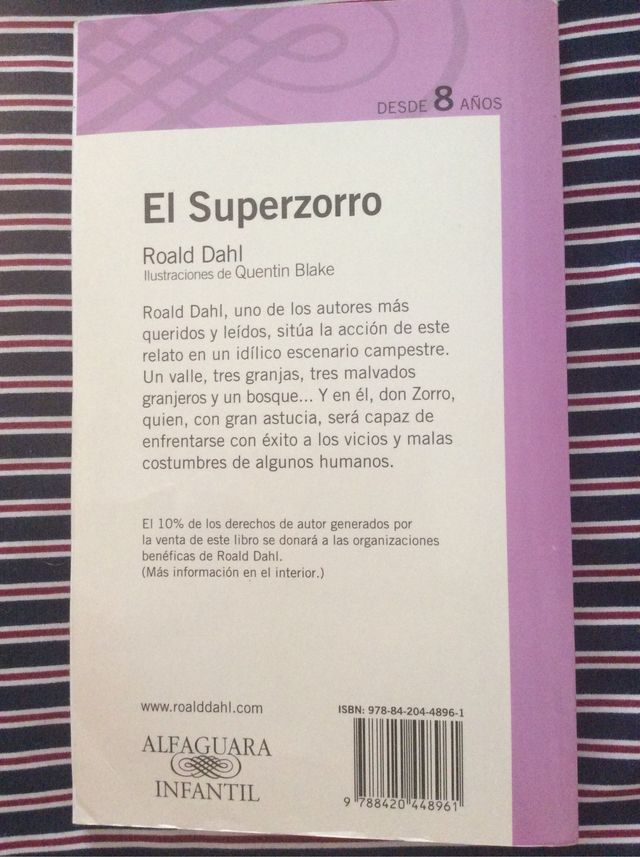 DESDE 8 AÑOS
El Superzorro
Roald Dahl
Ilustraciones de Quentin Blake
Roald Dahl, uno de los autores más
queridos y leídos, sitúa la acción de este
relato en un idílico escenario campestre.
Un valle, tres granjas, tres malvados
granjeros y un bosque... Y en él, don Zorro,
quien, con gran astucia, será capaz de
enfrentarse con éxito a los vicios y malas
costumbres de algunos humanos.
El 10% de los derechos de autor generados por
la venta de este libro se donará a las organizaciones
benéficas de Roald Dahl.
(Más información en el interior.)
www.roalddahl.com
ALFAGUARA
INFANTIL
ISBN: 978-84-204-4896-1
9 788420 448961